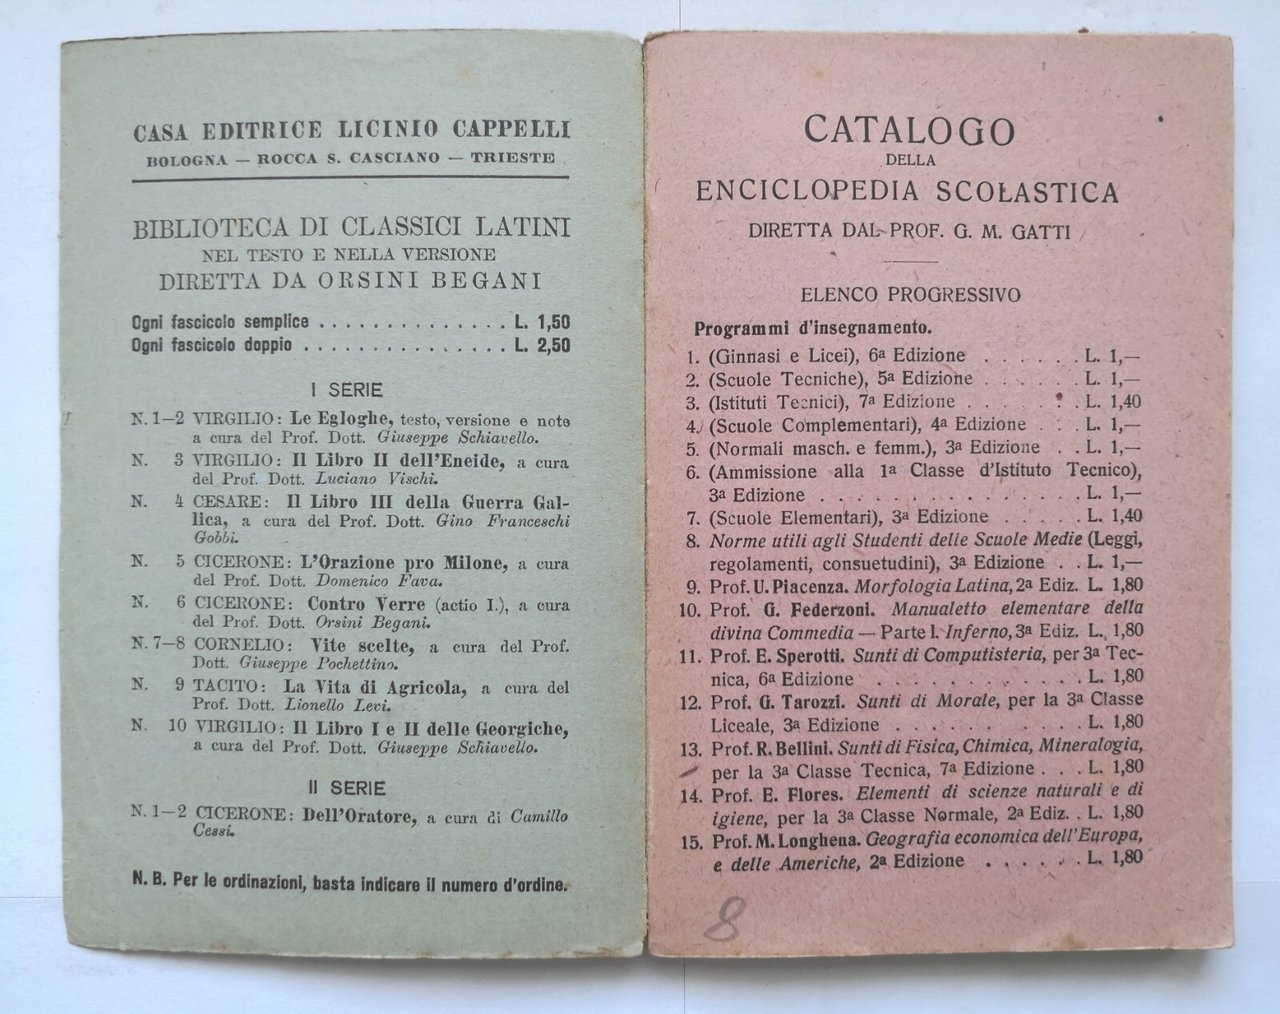 CASA EDITRICE LICINIO CAPPELLI
BOLOGNA — ROCCA S. CASCIANO — TRIESTE
BIBLIOTECA DI CLASSICI LATINI
NEL TESTO E NELLA VERSIONE
DIRETTA DA ORSINI BEGANI
Ogni fascicolo semplice . . . . . . . . . . . . . . L. 1,50
Ogni fascicolo doppio . . . . . . . . . . . . . . . L. 2,50
I SERIE
N. 1-2 VIRGILIO: Le Egloghe, testo, versione e note
a cura del Prof. Dott. Giuseppe Schiavello.
N. 3 VIRGILIO: Il Libro II dell'Eneide, a cura
del Prof. Dott. Luciano Vischi.
N. 4 CESARE: Il Libro III della Guerra Gal-
lica, a cura del Prof. Dott. Gino Franceschi
Gobbi.
N. 5 CICERONE: L'Orazione pro Milone, a cura
del Prof. Dott. Domenico Fava.
N. 6 CICERONE: Contro Verre (actio I.), a cura
del Prof. Dott. Orsini Begani.
N. 7-8 CORNELIO: Vite scelte, a cura del Prof.
Dott. Giuseppe Pochettino.
N. 9 TACITO: La Vita di Agricola, a cura del
Prof. Dott. Lionello Levi.
N. 10 VIRGILIO: Il Libro I e II delle Georgiche,
a cura del Prof. Dott. Giuseppe Schiavello.
II SERIE
N. 1-2 CICERONE: Dell'Oratore, a cura di Camillo
Cessi.
N. B. Per le ordinazioni, basta indicare il numero d'ordine.
CATALOGO
DELLA
ENCICLOPEDIA SCOLASTICA
DIRETTA DAL PROF. G. M. GATTI
ELENCO PROGRESSIVO
Programmi d'insegnamento.
1. (Ginnasi e Licei), 6ª Edizione . . . . . . L. 1,—
2. (Scuole Tecniche), 5ª Edizione . . . . . . L. 1,—
3. (Istituti Tecnici), 7ª Edizione . . . . . . L. 1,40
4. (Scuole Complementari), 4ª Edizione . . . L. 1,—
5. (Normali masch. e femm.), 3ª Edizione . . L. 1,—
6. (Ammissione alla 1ª Classe d'Istituto Tecnico),
3ª Edizione . . . . . . . . . . . . . . . L. 1,—
7. (Scuole Elementari), 3ª Edizione . . . . . L. 1,40
8. Norme utili agli Studenti delle Scuole Medie (Leggi,
regolamenti, consuetudini), 3ª Edizione . . L. 1,—
9. Prof. U. Piacenza. Morfologia Latina, 2ª Ediz. L. 1,80
10. Prof. G. Federzoni. Manualetto elementare della
divina Commedia — Parte I. Inferno, 3ª Ediz. L. 1,80
11. Prof. E. Sperotti. Sunti di Computisteria, per 3ª Tec-
nica, 6ª Edizione . . . . . . . . . . . L. 1,80
12. Prof. G. Tarozzi. Sunti di Morale, per la 3ª Classe
Liceale, 3ª Edizione . . . . . . . . . . L. 1,80
13. Prof. R. Bellini. Sunti di Fisica, Chimica, Mineralogia,
per la 3ª Classe Tecnica, 7ª Edizione . . . L. 1,80
14. Prof. E. Flores. Elementi di scienze naturali e di
igiene, per la 3ª Classe Normale, 2ª Ediz. . L. 1,80
15. Prof. M. Longhena. Geografia economica dell'Europa,
e delle Americhe, 2ª Edizione . . . . . . L. 1,80
8